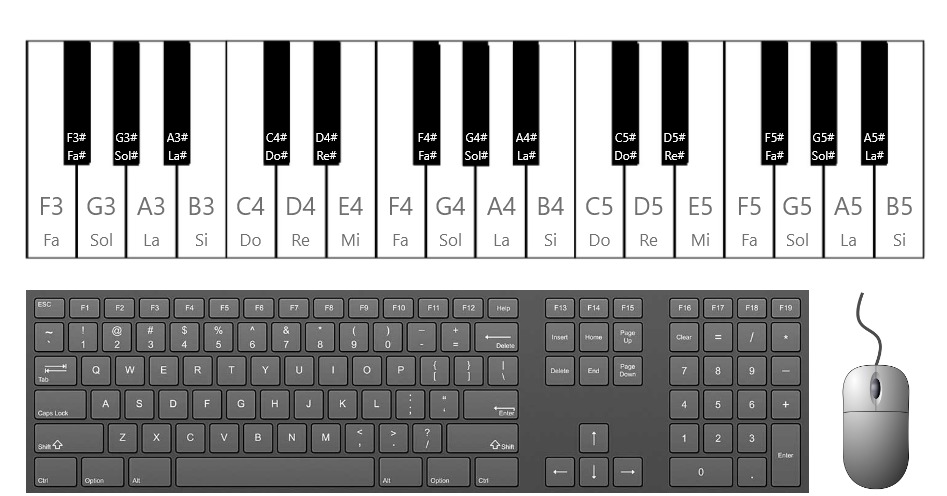 F3# G3# A3# C4# D4# F4# G4# A4# C5# D5# F5# G5# A5#
Fa# Sol# La# Do# Re# Fa# Sol# La# Do# Re# Fa# Sol# La#
F3 G3 A3 B3 C4 D4 E4 F4 G4 A4 B4 C5 D5 E5 F5 G5 A5 B5
Fa Sol La Si Do Re Mi Fa Sol La Si Do Re Mi Fa Sol La Si
ESC F1 F2 F3 F4 F5 F6 F7 F8 F9 F10 F11 F12 Help F13 F14 F15 F16 F17 F18 F19
~ ! @ # $ % ^ & * ( ) _ +
` 1 2 3 4 5 6 7 8 9 0 - = Delete Insert Home Page Up Clear = / *
Tab Q W E R T Y U I O P { [ } ] | \ Delete End Page Down 7 8 9 –
Caps Lock A S D F G H J K L : ; “ ‘ Enter 4 5 6 +
Shift Z X C V B N M < , > . ? / Shift ↑ 1 2 3 Enter
Ctrl Option Alt Alt Option Ctrl ← ↓ → 0 .